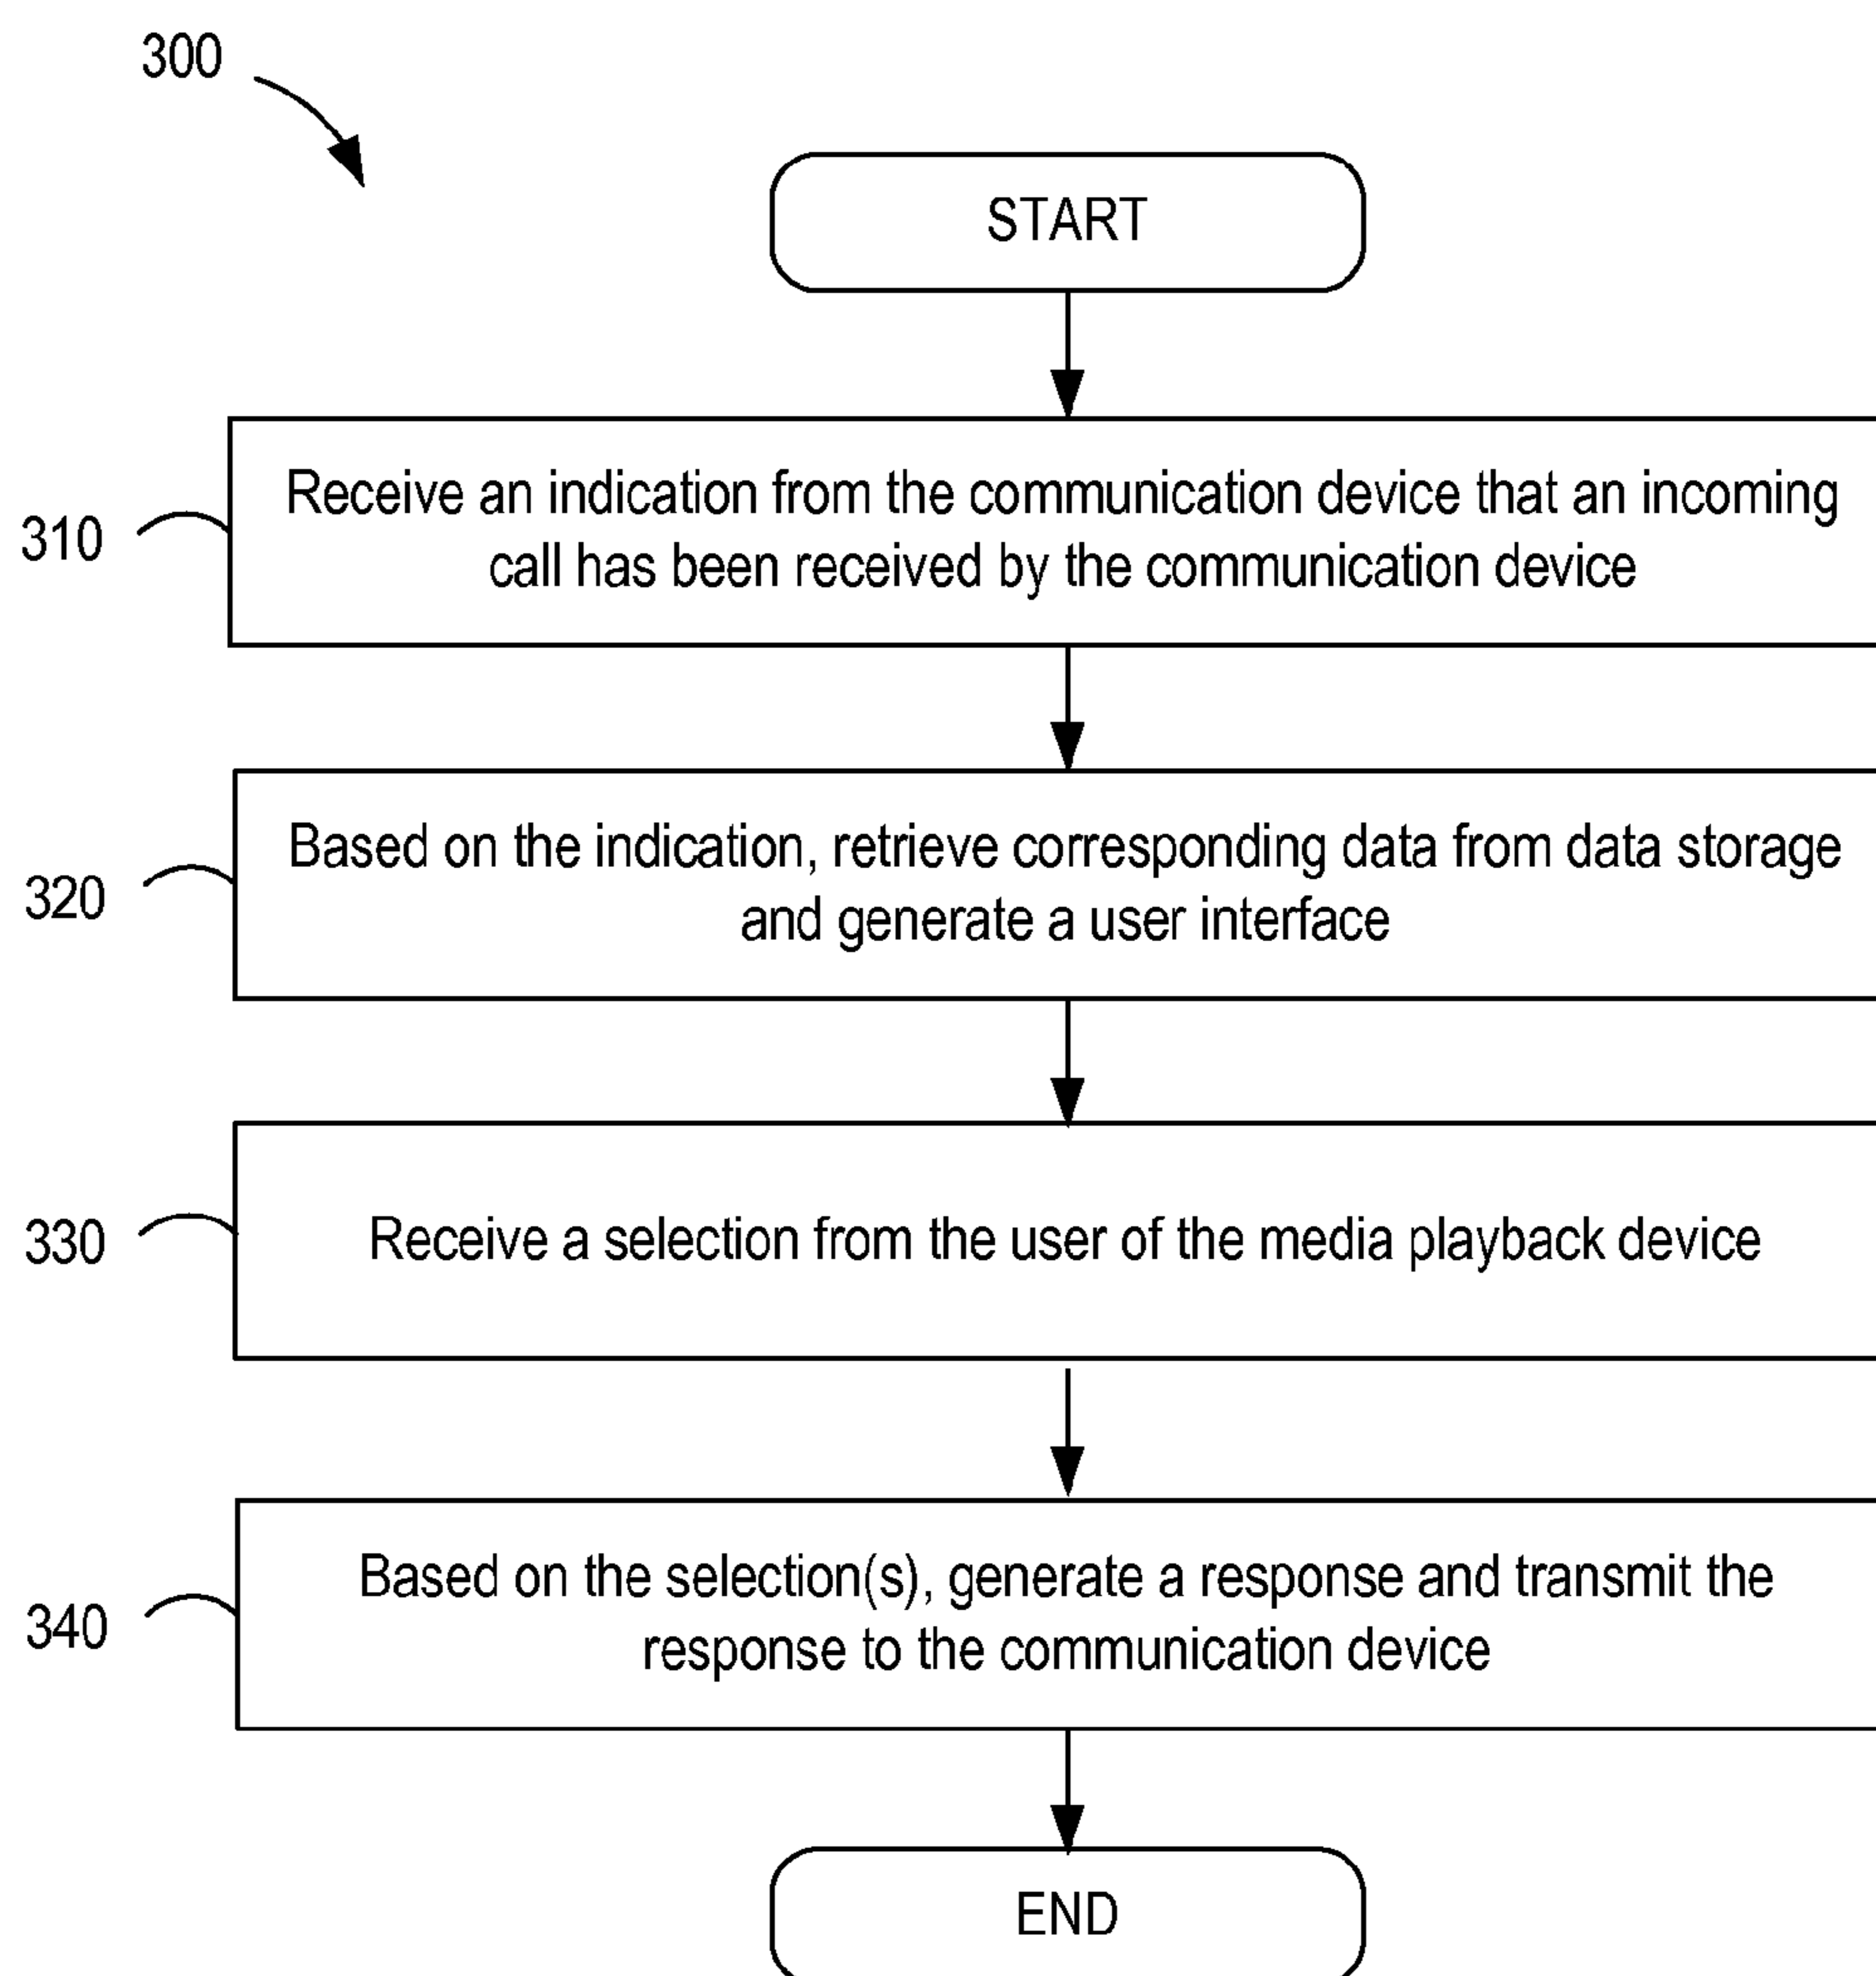 300
START
310
Receive an indication from the communication device that an incoming
call has been received by the communication device
320
Based on the indication, retrieve corresponding data from data storage
and generate a user interface
330
Receive a selection from the user of the media playback device
340
Based on the selection(s), generate a response and transmit the
response to the communication device
END